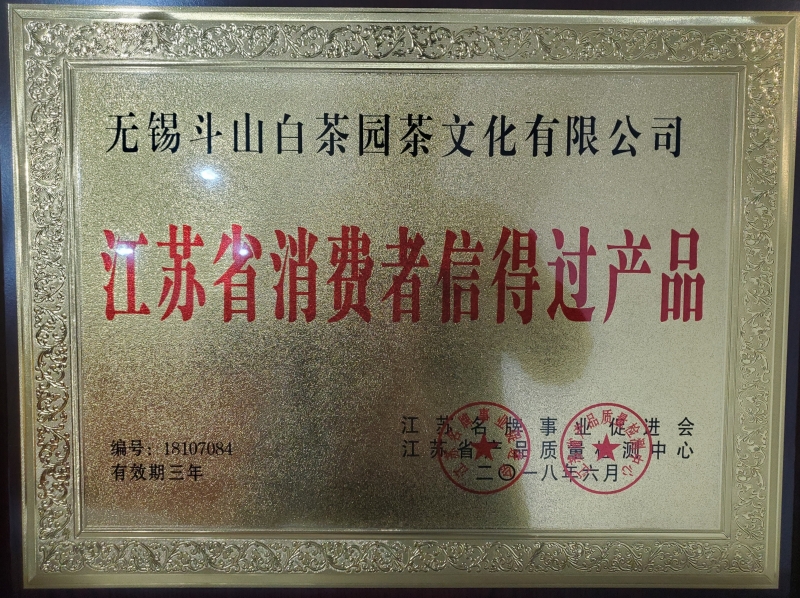 无锡斗山白茶园茶文化有限公司
江苏省消费者信得过产品
编号：18107084
有效期三年
江苏名牌事业促进会
江苏省产品质量检测中心
二〇一八年六月